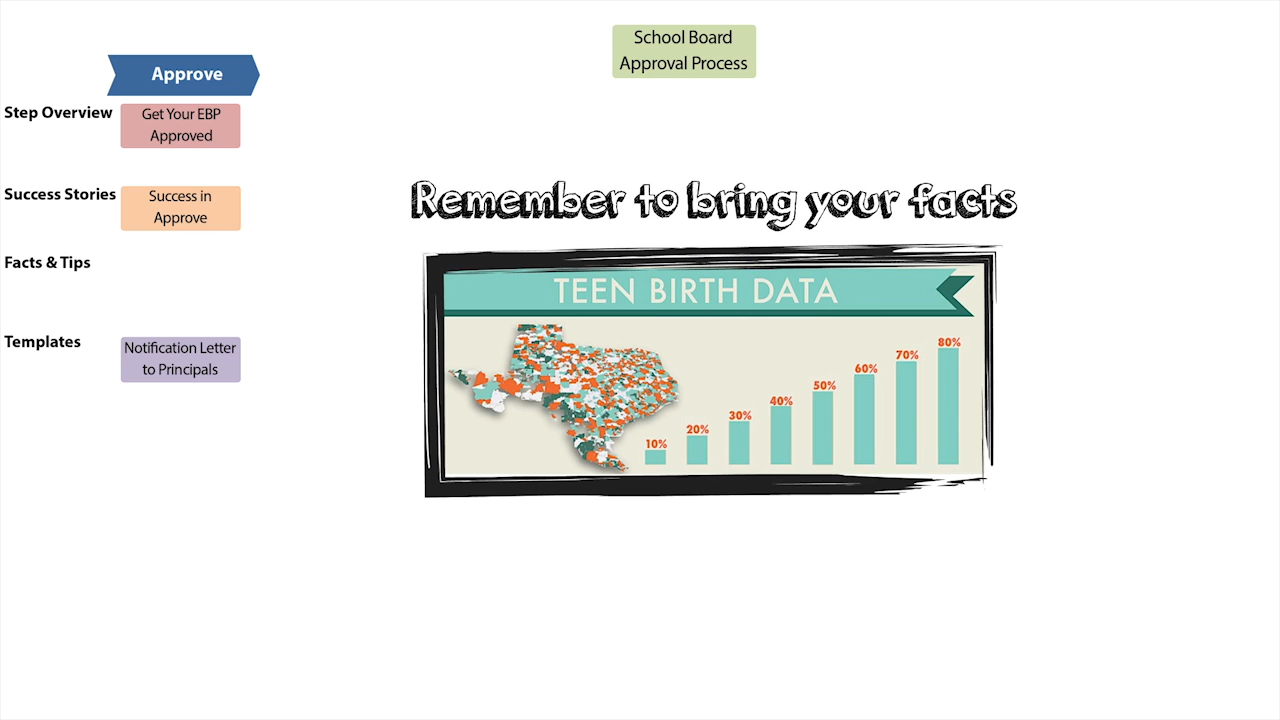 School Board
Approval Process
Approve
Step Overview
Get Your EBP
Approved
Success Stories
Success in
Approve
Facts & Tips
Templates
Notification Letter
to Principals
Remember to bring your facts
TEEN BIRTH DATA
10%
20%
30%
40%
50%
60%
70%
80%